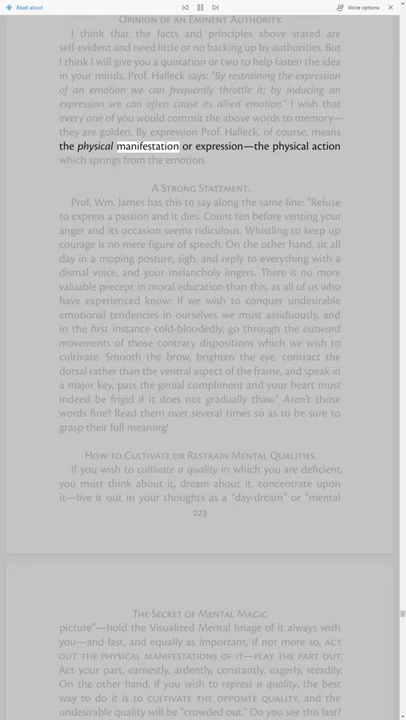 Read aloud
Voice options
Opinion of an Eminent Authority.
I think that the facts and principles above stated are
self-evident and need little or no backing up by authorities. But
I think I will give you a quotation or two to help fasten the idea
in your minds. Prof. Halleck says: "By restraining the expression
of an emotion we can frequently throttle it; by inducing an
expression we can often cause its allied emotion." I wish that
every one of you would commit the above words to memory—
they are golden. By expression Prof. Halleck, of course, means
the physical manifestation or expression—the physical action
which springs from the emotion.
A Strong Statement.
Prof. Wm. James has this to say along the same line: "Refuse
to express a passion and it dies. Count ten before venting your
anger and its occasion seems ridiculous. Whistling to keep up
courage is no mere figure of speech. On the other hand, sit all
day in a moping posture, sigh, and reply to everything with a
dismal voice, and your melancholy lingers. There is no more
valuable precept in moral education than this, as all of us who
have experienced know: If we wish to conquer undesirable
emotional tendencies in ourselves we must assiduously, and
in the first instance cold-bloodedly, go through the outward
movements of those contrary dispositions which we wish to
cultivate. Smooth the brow, brighten the eye, contract the
dorsal rather than the ventral aspect of the frame, and speak in
a major key, pass the genial compliment and your heart must
indeed be frigid if it does not gradually thaw." Aren't those
words fine? Read them over several times so as to be sure to
grasp their full meaning!
How to Cultivate or Restrain Mental Qualities.
If you wish to cultivate a quality in which you are deficient,
you must think about it, dream about it, concentrate upon
it—live it out in your thoughts as a "day-dream" or "mental
223
The Secret of Mental Magic
picture"—hold the Visualized Mental Image of it always with
you—and last, and equally as important, if not more so, act
out the physical manifestations of it—play the part out.
Act your part, earnestly, ardently, constantly, eagerly, steadily.
On the other hand, if you wish to repress a quality, the best
way to do it is to cultivate the opposite quality, and the
undesirable quality will be "crowded out." Do you see this last?